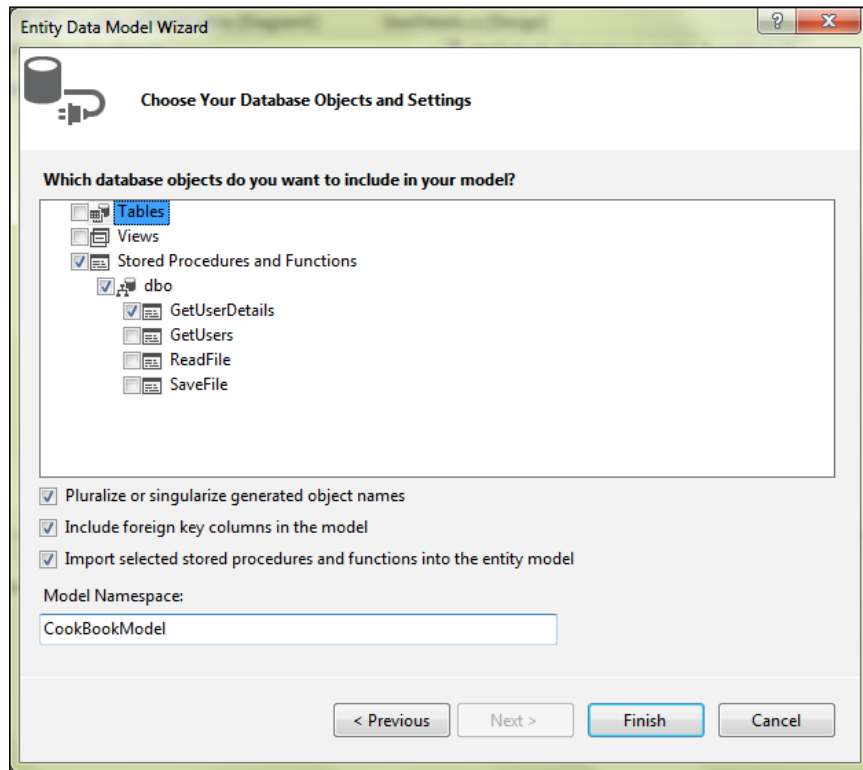 Entity Data Model Wizard
Choose Your Database Objects and Settings
Which database objects do you want to include in your model?
Tables
Views
Stored Procedures and Functions
dbo
GetUserDetails
GetUsers
ReadFile
SaveFile
Pluralize or singularize generated object names
Include foreign key columns in the model
Import selected stored procedures and functions into the entity model
Model Namespace:
CookBookModel
< Previous Next > Finish Cancel